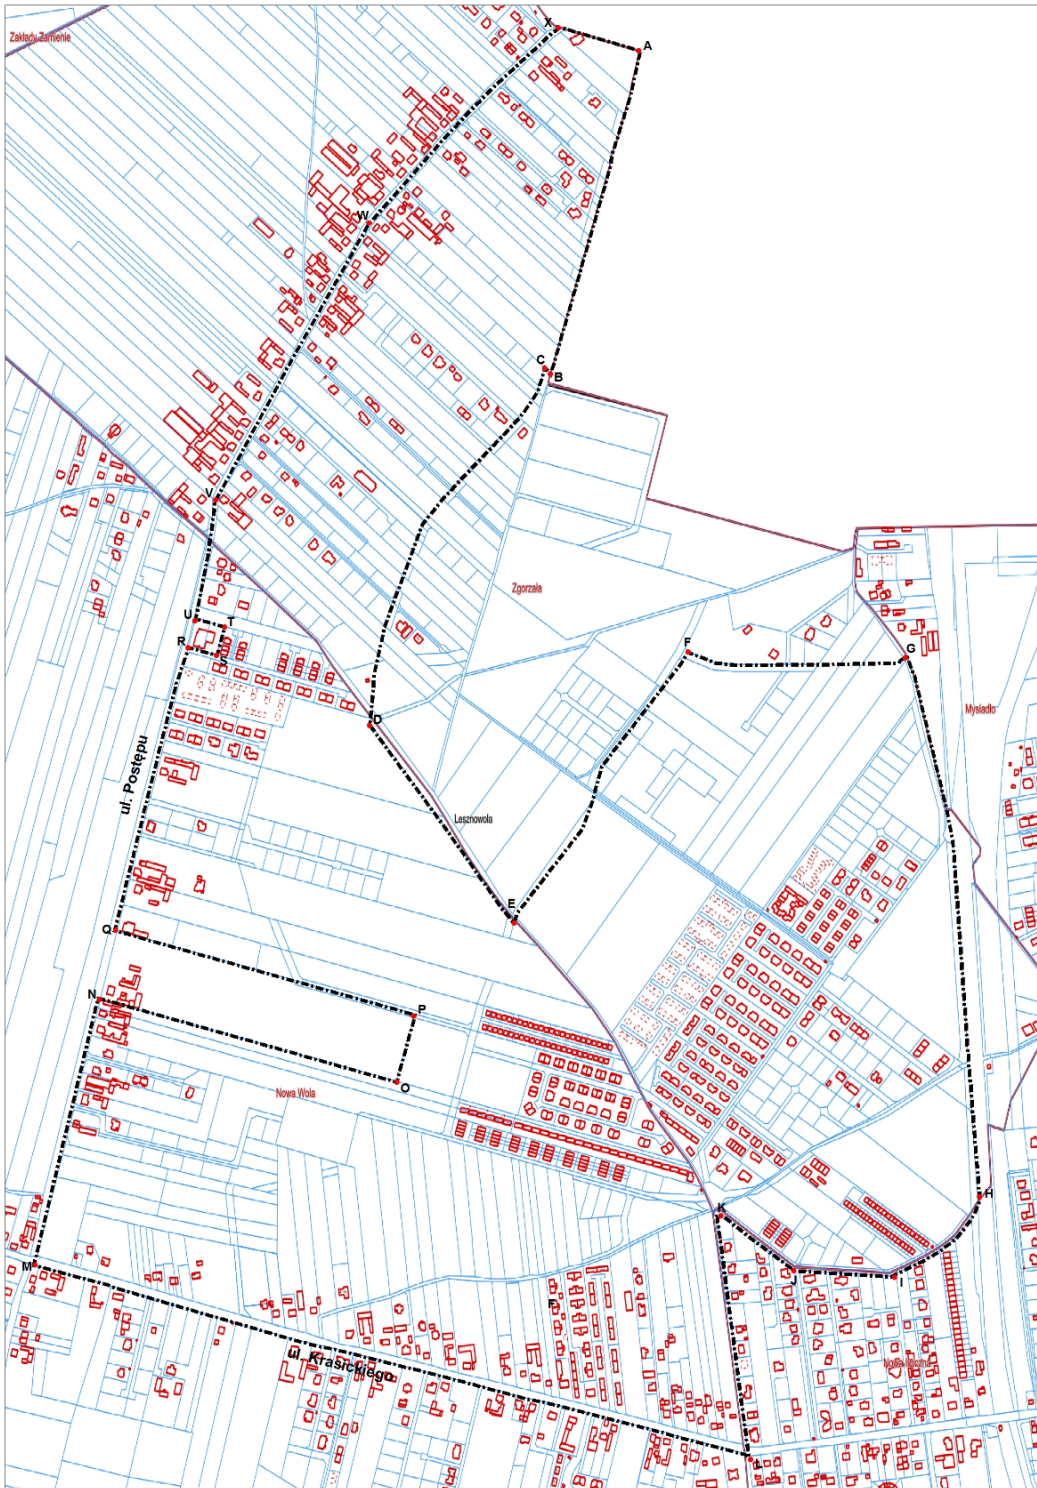 X
A
Zakłady Zamienie
W
C
B
V
Zgorzała
U
T
R
S
F
G
Mysiadło
D
ul. Postępu
Lesznowola
E
Q
N
P
O
Nowa Wola
H
K
M
J
I
ul. Krasickiego
L